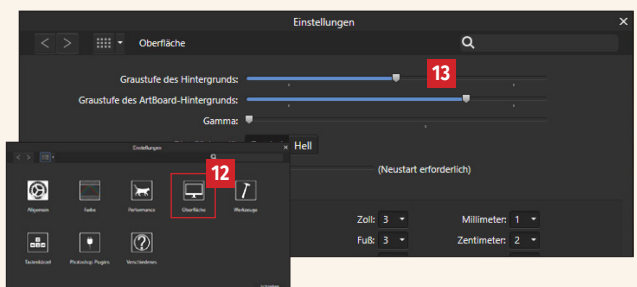 Einstellungen
Oberfläche
Graustufe des Hintergrunds:
13
Graustufe des ArtBoard-Hintergrunds:
Gamma:
Hell
(Neustart erforderlich)
Zoll: 3 Millimeter: 1
Fuß: 3 Zentimeter: 2
Einstellungen
12
Allgemein Farbe Performance Oberfläche Werkzeuge
Tastenkürzel Photoshop Plugins Verschiedenes